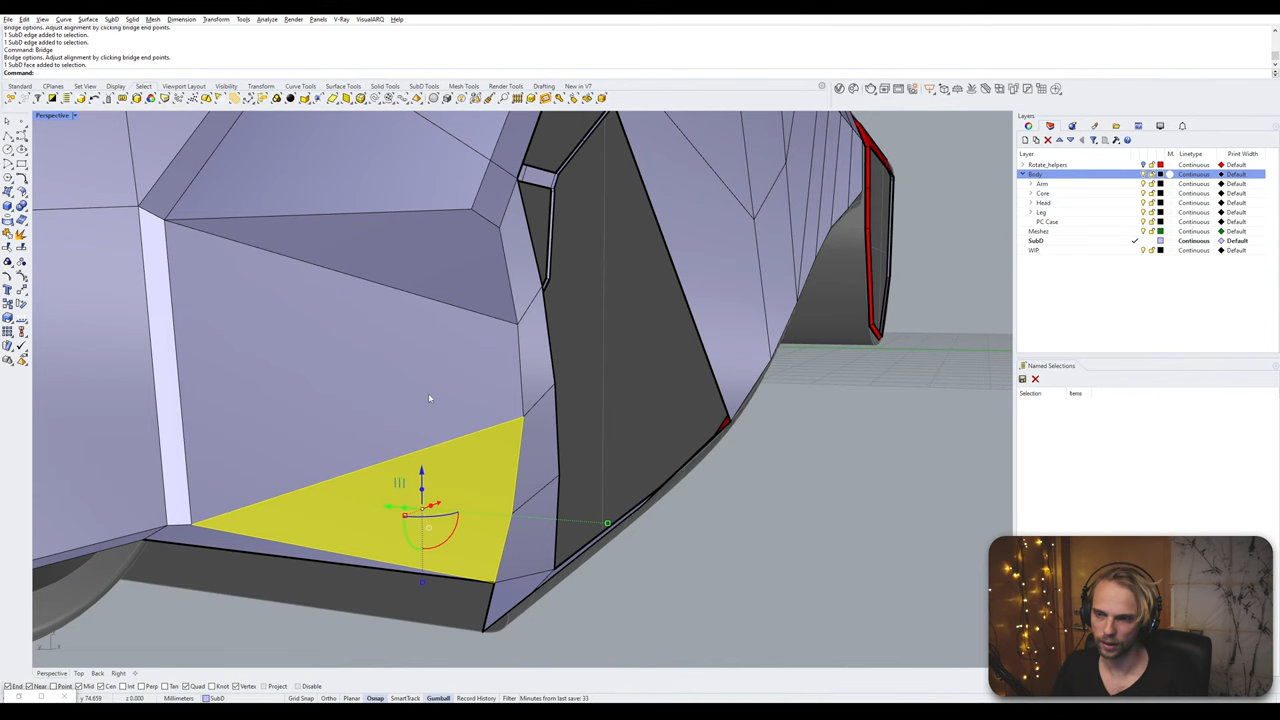 File Edit View Curve Surface SubD Solid Mesh Dimension Transform Tools Analyze Render Panels V-Ray VisualARQ Help
Bridge options. Adjust alignment by clicking bridge end points.
1 SubD edge added to selection.
1 SubD edge added to selection.
Command: Bridge
Bridge options. Adjust alignment by clicking bridge end points.
1 SubD face added to selection.
Command:
Standard CPlanes Set View Display Select Viewport Layout Visibility Transform Curve Tools Surface Tools Solid Tools SubD Tools Mesh Tools Render Tools Drafting New in V7
Perspective
Layers
Layer M. Linetype Print Width
Rotate_helpers Continuous Default
Body Continuous Default
Arm Continuous Default
Core Continuous Default
Head Continuous Default
Leg Continuous Default
PC Case Continuous Default
Meshez Continuous Default
SubD Continuous Default
WIP Continuous Default
Named Selections
Selection Items
Perspective Top Back Right
End Near Point Mid Cen Int Perp Tan Quad Knot Vertex Project Disable
y 74.659 z 0.000 Millimeters SubD Grid Snap Ortho Planar Osnap SmartTrack Gumball Record History Filter Minutes from last save: 33